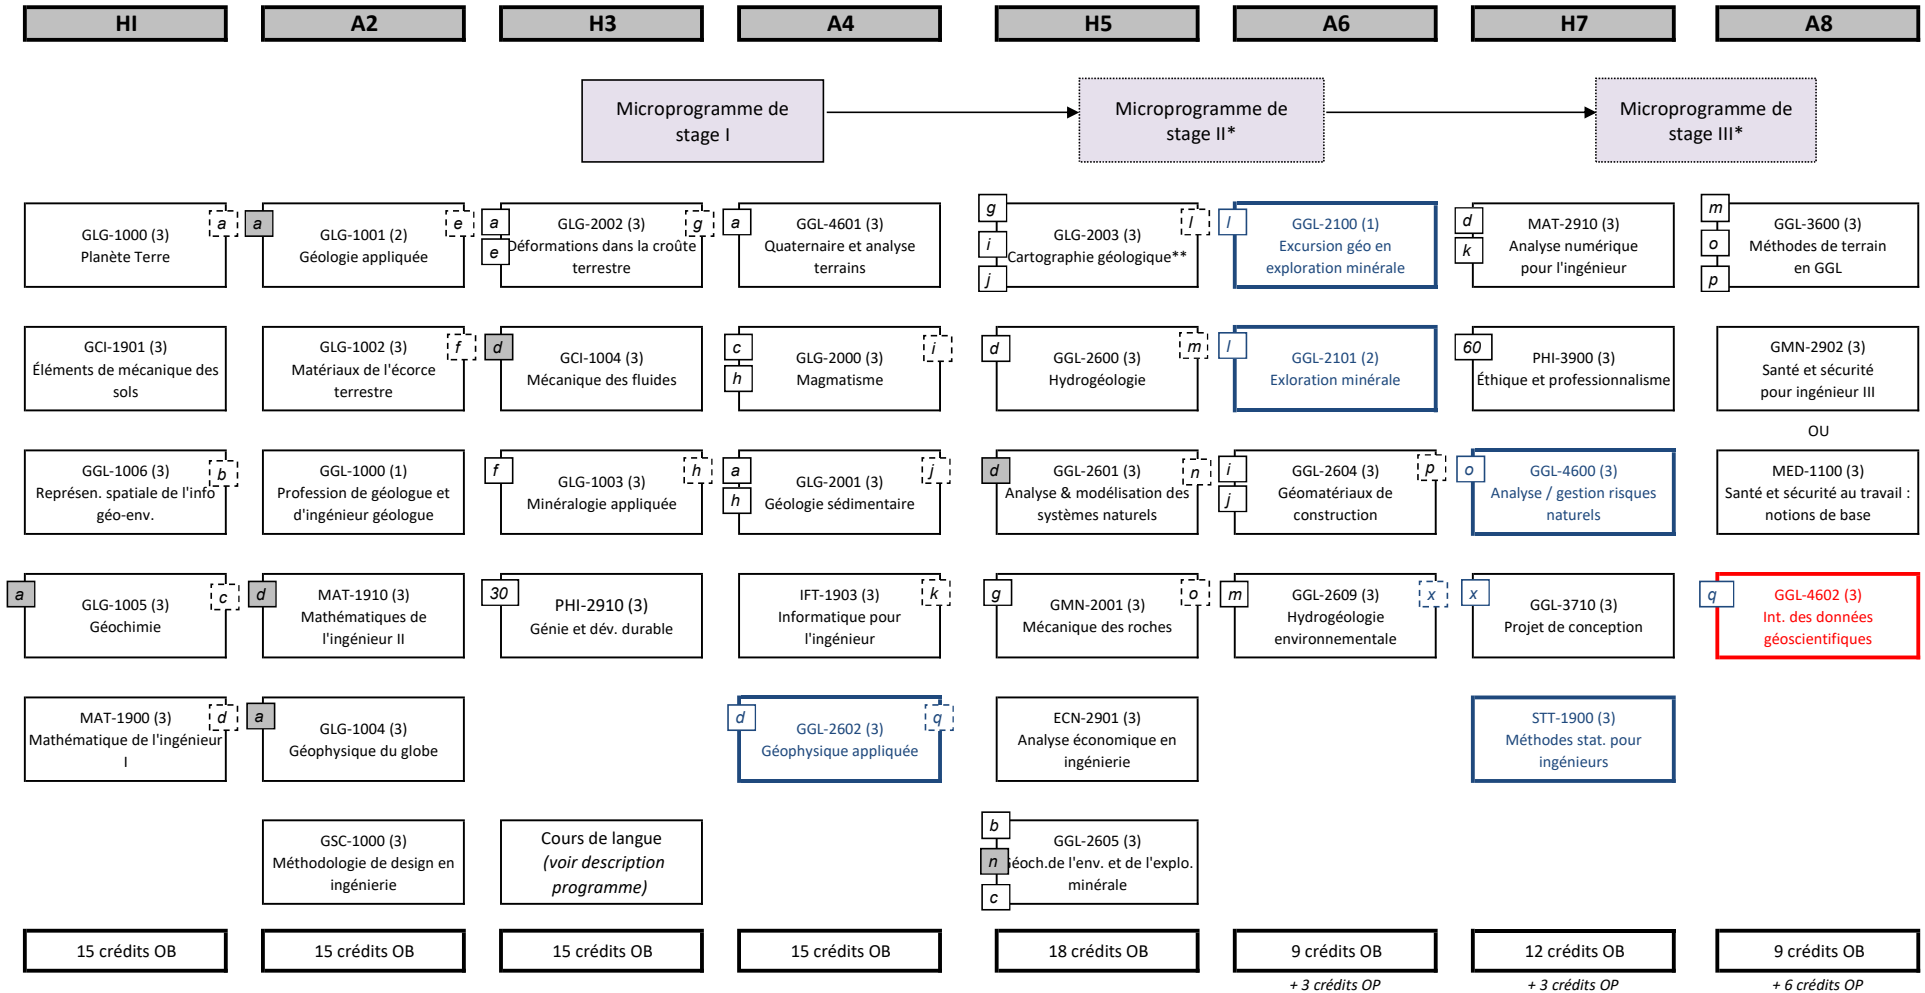 HI
A2
H3
A4
H5
A6
H7
A8
Microprogramme de
stage I
Microprogramme de
stage II*
Microprogramme de
stage III*
GLG-1000 (3)
Planète Terre
a
a
GLG-1001 (2)
Géologie appliquée
e
a
e
GLG-2002 (3)
Déformations dans la croûte
terrestre
g
a
GGL-4601 (3)
Quaternaire et analyse
terrains
g
i
j
GLG-2003 (3)
Cartographie géologique**
l
l
GGL-2100 (1)
Excursion géo en
exploration minérale
d
k
MAT-2910 (3)
Analyse numérique
pour l'ingénieur
m
o
p
GGL-3600 (3)
Méthodes de terrain
en GGL
GCI-1901 (3)
Éléments de mécanique des
sols
GLG-1002 (3)
Matériaux de l'écorce
terrestre
f
d
GCI-1004 (3)
Mécanique des fluides
c
h
GLG-2000 (3)
Magmatisme
i
d
GGL-2600 (3)
Hydrogéologie
m
l
GGL-2101 (2)
Exloration minérale
60
PHI-3900 (3)
Éthique et professionnalisme
GMN-2902 (3)
Santé et sécurité
pour ingénieur III
OU
GGL-1006 (3)
Représen. spatiale de l'info
géo-env.
b
GGL-1000 (1)
Profession de géologue et
d'ingénieur géologue
f
GLG-1003 (3)
Minéralogie appliquée
h
a
h
GGL-2001 (3)
Géologie sédimentaire
j
d
GGL-2601 (3)
Analyse & modélisation des
systèmes naturels
n
i
j
GGL-2604 (3)
Géomatériaux de
construction
p
o
GGL-4600 (3)
Analyse / gestion risques
naturels
MED-1100 (3)
Santé et sécurité au travail :
notions de base
a
GLG-1005 (3)
Géochimie
c
d
MAT-1910 (3)
Mathématiques de
l'ingénieur II
30
PHI-2910 (3)
Génie et dév. durable
IFT-1903 (3)
Informatique pour
l'ingénieur
k
g
GMN-2001 (3)
Mécanique des roches
o
m
GGL-2609 (3)
Hydrogéologie
environnementale
x
x
GGL-3710 (3)
Projet de conception
q
GGL-4602 (3)
Int. des données
géoscientifiques
MAT-1900 (3)
Mathématique de l'ingénieur
I
d
a
GLG-1004 (3)
Géophysique du globe
d
GGL-2602 (3)
Géophysique appliquée
q
ECN-2901 (3)
Analyse économique en
ingénierie
STT-1900 (3)
Méthodes stat. pour
ingénieurs
GSC-1000 (3)
Méthodologie de design en
ingénierie
Cours de langue
(voir description
programme)
b
n
c
GGL-2605 (3)
Géoch.de l'env. et de l'explo.
minérale
15 crédits OB
15 crédits OB
15 crédits OB
15 crédits OB
18 crédits OB
9 crédits OB
12 crédits OB
9 crédits OB
+ 3 crédits OP
+ 3 crédits OP
+ 6 crédits OP